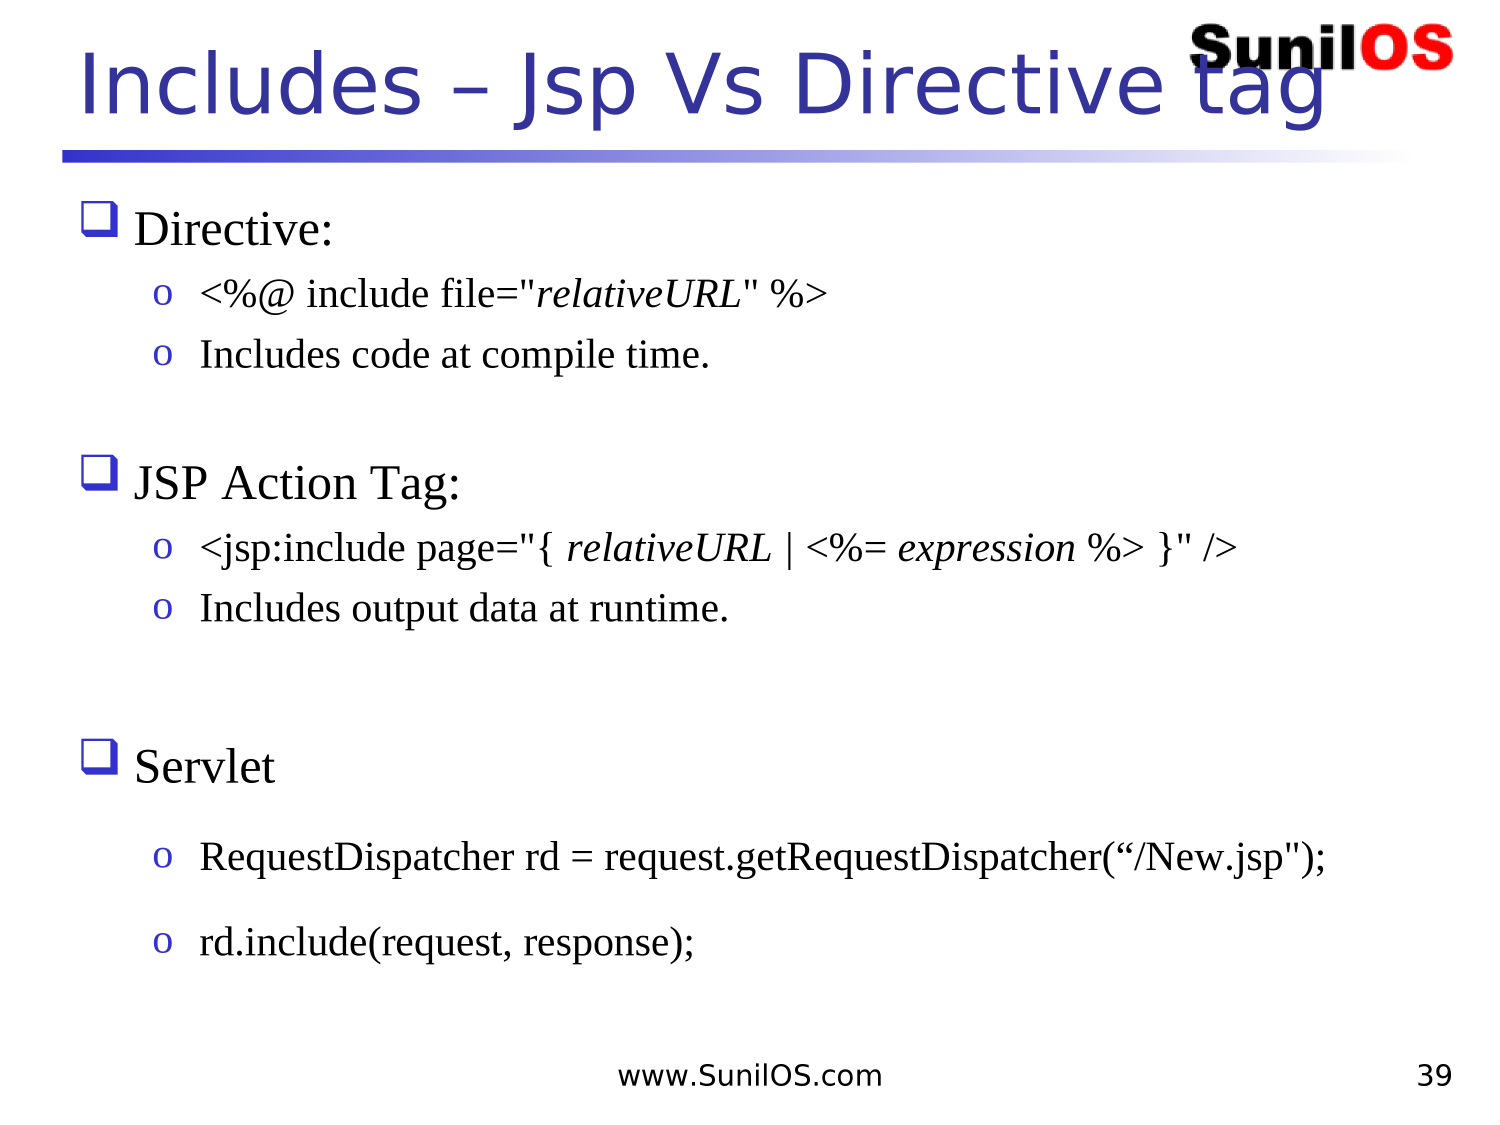 SunilOS
Includes – Jsp Vs Directive tag
Directive:
o <%@ include file="relativeURL" %>
o Includes code at compile time.
JSP Action Tag:
o <jsp:include page="{ relativeURL | <%= expression %> }" />
o Includes output data at runtime.
Servlet
o RequestDispatcher rd = request.getRequestDispatcher(“/New.jsp");
o rd.include(request, response);
www.SunilOS.com
39